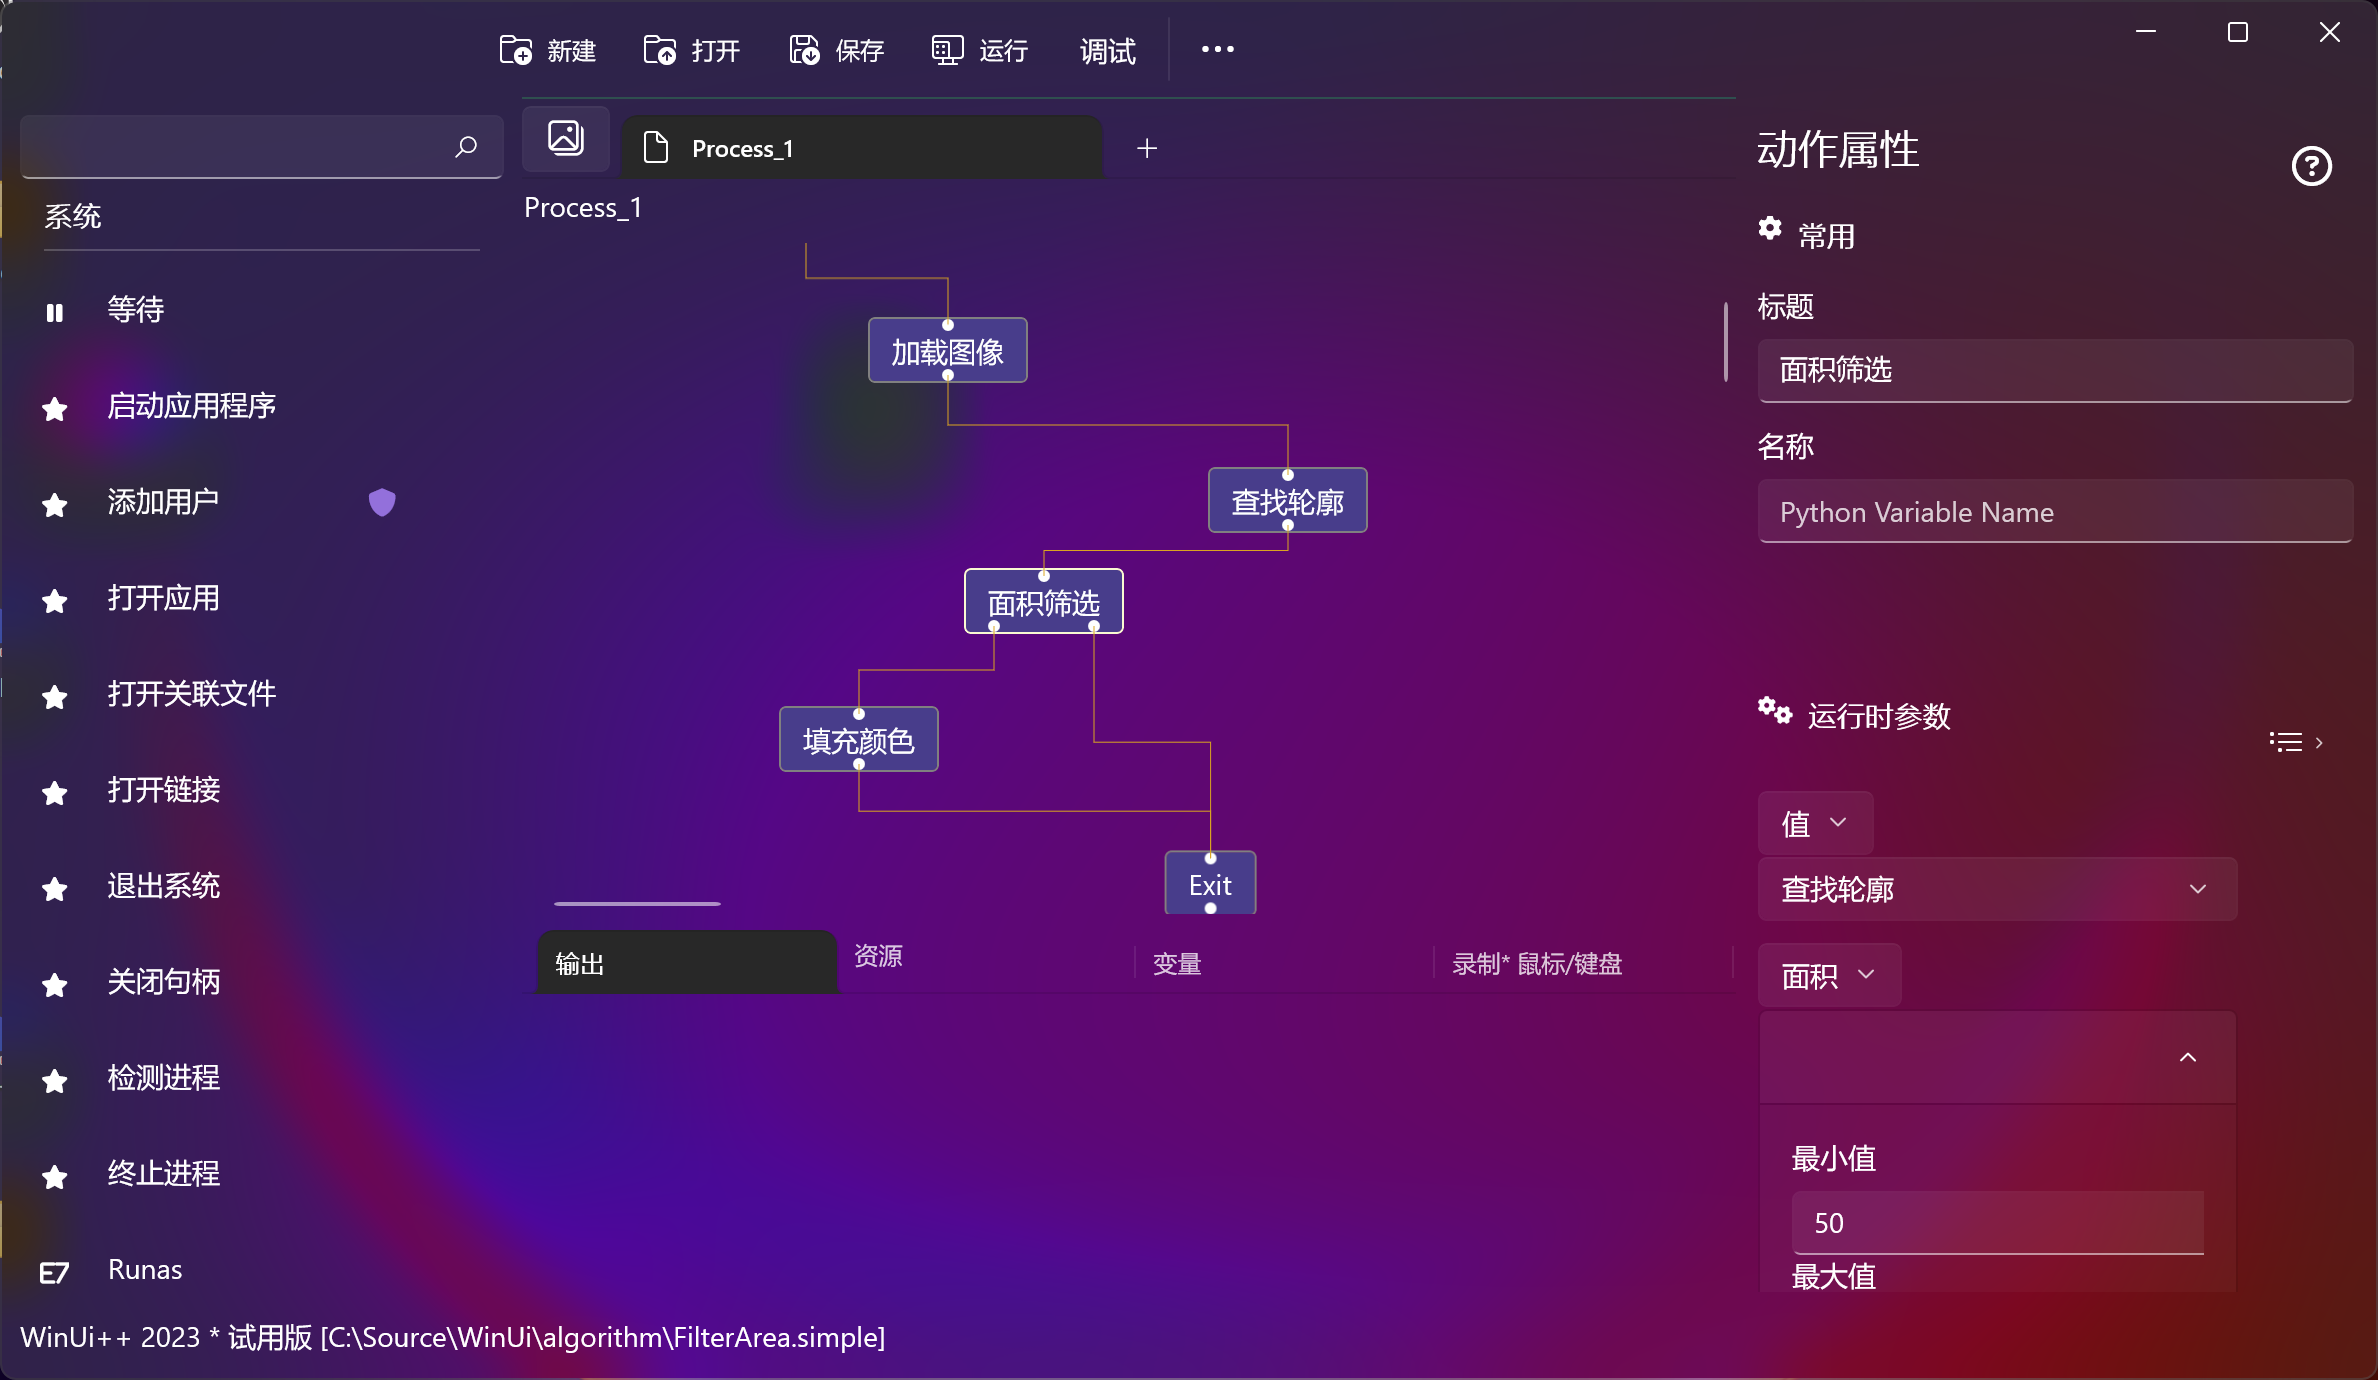 新建
打开
保存
运行
调试
Process_1
Process_1
系统
等待
启动应用程序
添加用户
打开应用
打开关联文件
打开链接
退出系统
关闭句柄
检测进程
终止进程
Runas
加载图像
查找轮廓
面积筛选
填充颜色
Exit
输出
资源
变量
录制* 鼠标/键盘
动作属性
常用
标题
面积筛选
名称
Python Variable Name
运行时参数
值
查找轮廓
面积
最小值
50
最大值
WinUi++ 2023 * 试用版 [C:\Source\WinUi\algorithm\FilterArea.simple]